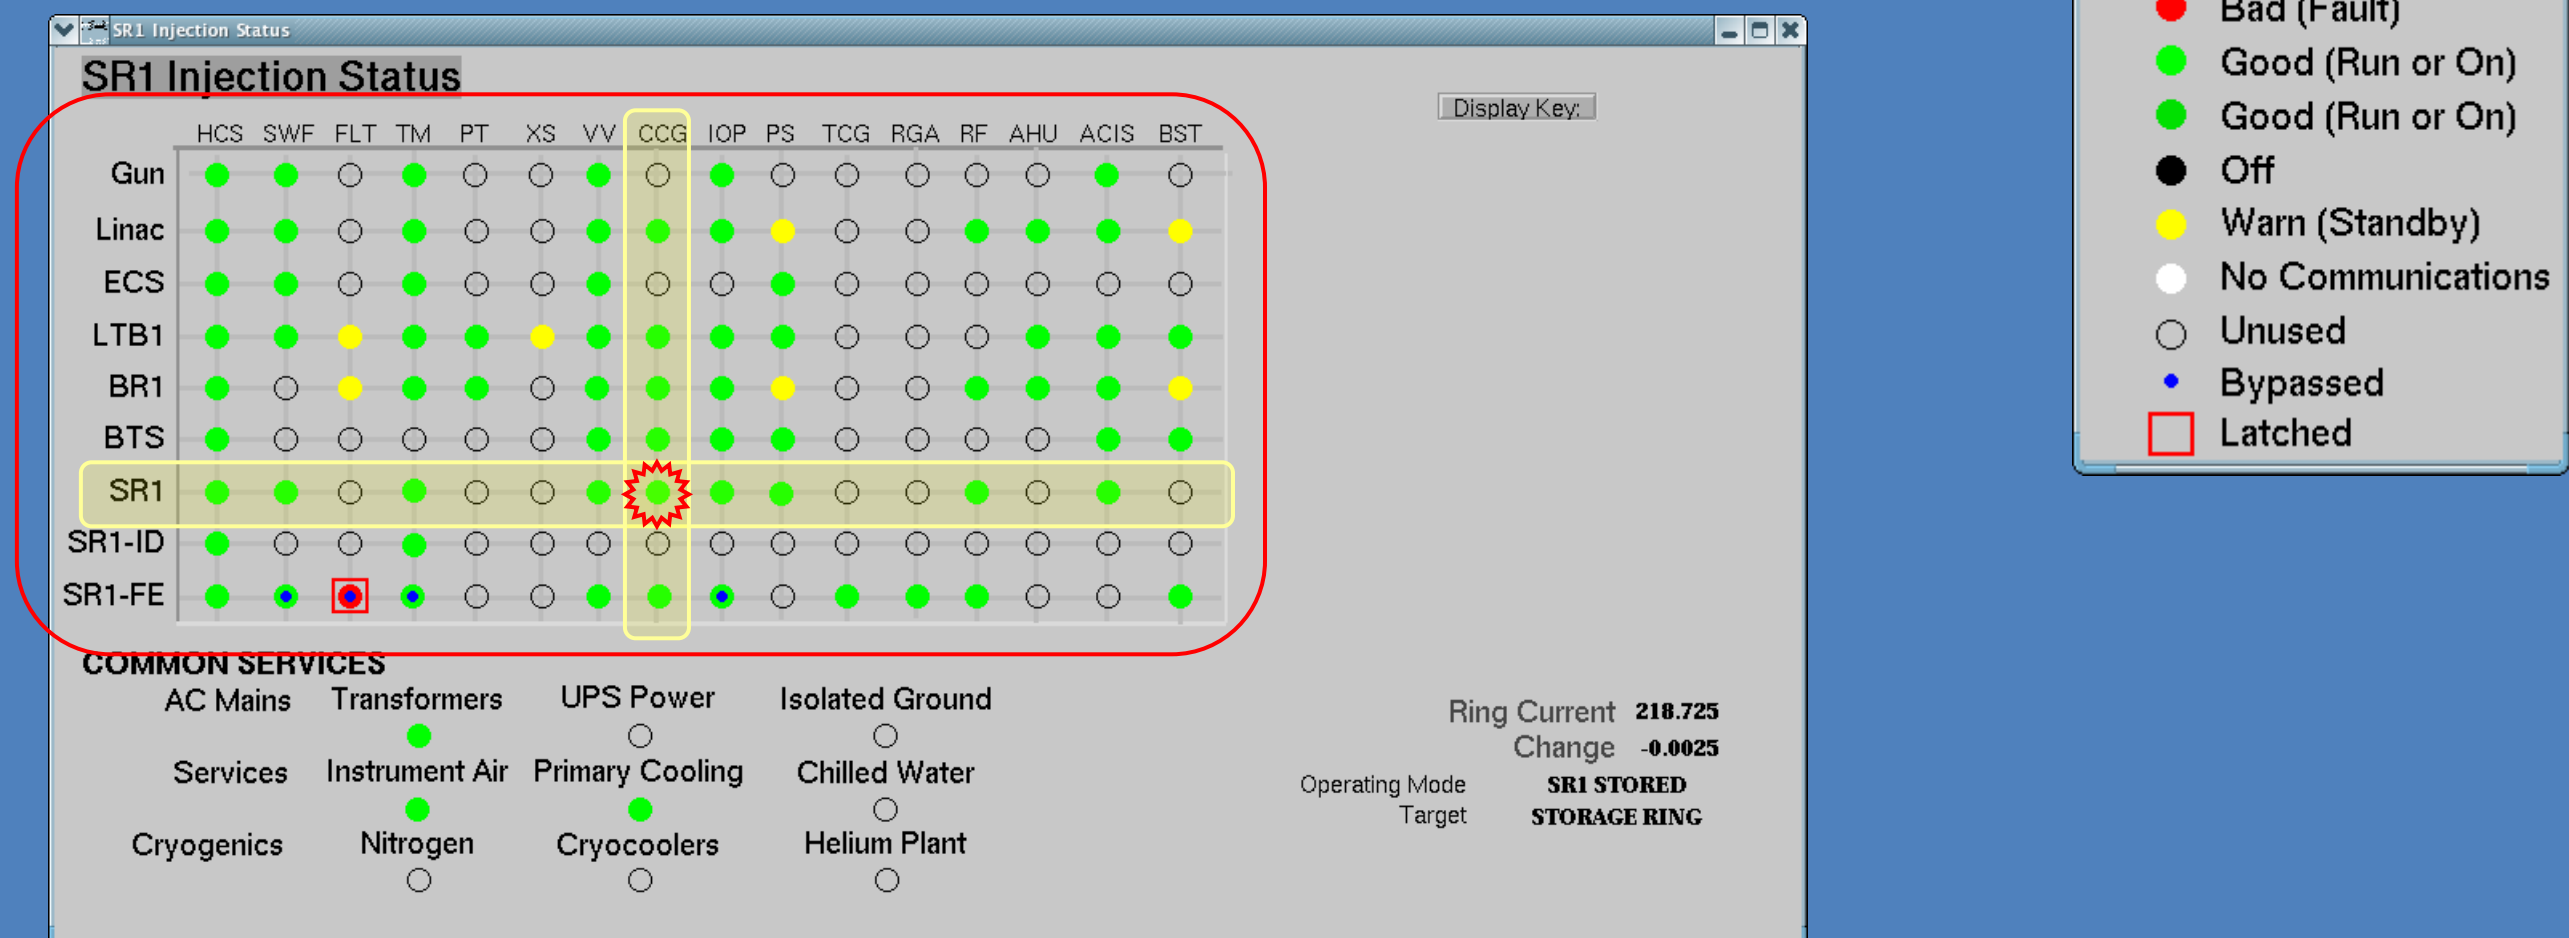 SR1 Injection Status
SR1 Injection Status
Display Key:
HCS SWF FLT TM PT XS VV CCG IOP PS TCG RGA RF AHU ACIS BST
Gun
Linac
ECS
LTB1
BR1
BTS
SR1
SR1-ID
SR1-FE
COMMON SERVICES
AC Mains Transformers UPS Power Isolated Ground
Services Instrument Air Primary Cooling Chilled Water
Cryogenics Nitrogen Cryocoolers Helium Plant
Ring Current 218.725
Change -0.0025
Operating Mode SR1 STORED
Target STORAGE RING
Bad (Fault)
Good (Run or On)
Good (Run or On)
Off
Warn (Standby)
No Communications
Unused
Bypassed
Latched